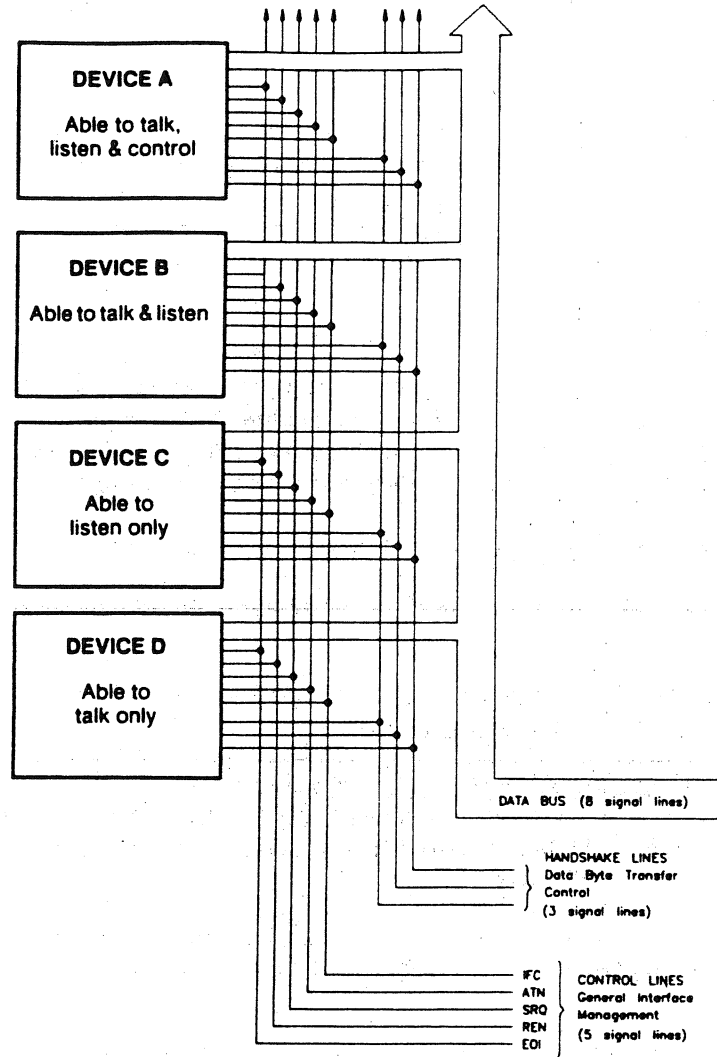 DEVICE A
Able to talk,
listen & control
DEVICE B
Able to talk & listen
DEVICE C
Able to
listen only
DEVICE D
Able to
talk only
DATA BUS (8 signal lines)
HANDSHAKE LINES
Data Byte Transfer
Control
(3 signal lines)
IFC
ATN
SRQ
REN
EOI
CONTROL LINES
General Interface
Management
(5 signal lines)